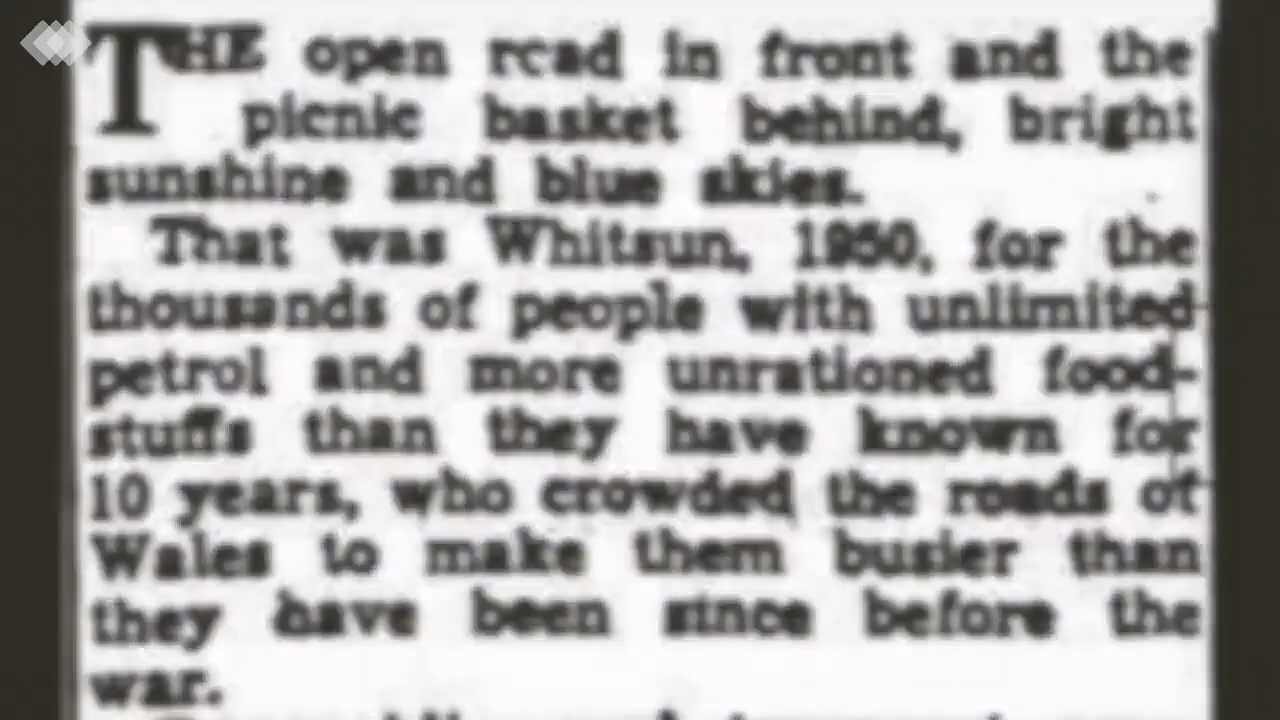 THE open road in front and the
picnic basket behind, bright
sunshine and blue skies.
That was Whitsun, 1950, for the
thousands of people with unlimited
petrol and more unrationed food-
stuffs than they have known for
10 years, who crowded the roads of
Wales to make them busier than
they have been since before the
war.